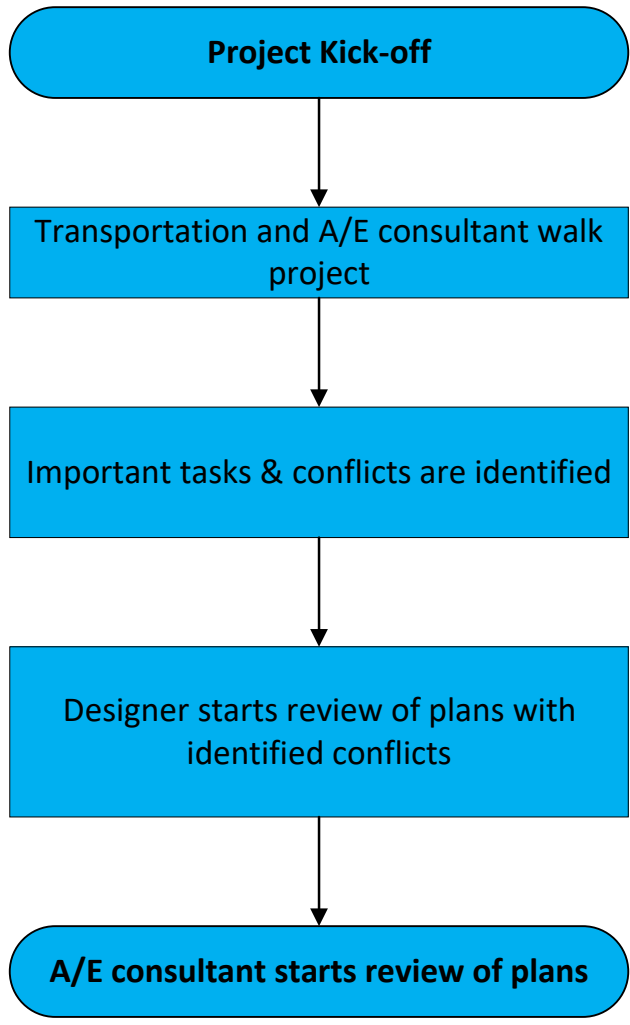 Project Kick-off
Transportation and A/E consultant walk
project
Important tasks & conflicts are identified
Designer starts review of plans with
identified conflicts
A/E consultant starts review of plans